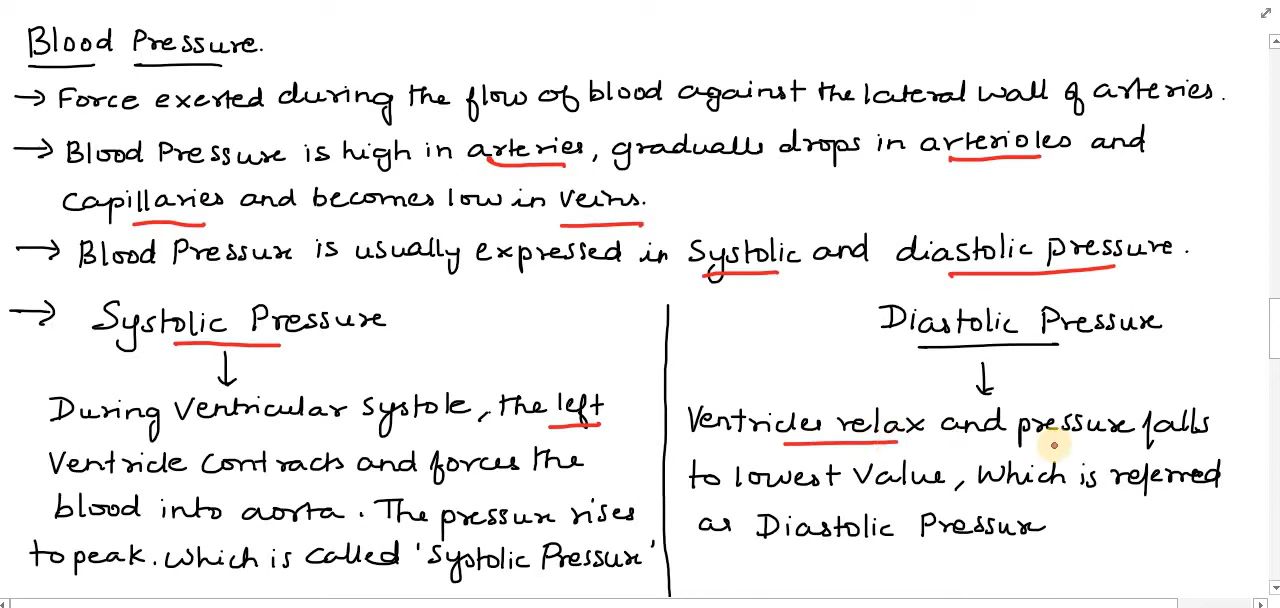 Blood Pressure.
→ Force exerted during the flow of blood against the lateral wall of arteries.
→ Blood Pressure is high in arteries, gradualls drops in arterioles and
capillaries and becomes low in veins.
→ Blood Pressure is usually expressed in systolic and diastolic pressure.
→ Systolic Pressure
During ventricular systole, the left
ventricle contracts and forces the
blood into aorta. The pressure rises
to peak. which is called 'Systolic Pressure'
Diastolic Pressure
Ventricles relax and pressure falls
to lowest value, which is referred
as Diastolic Pressure